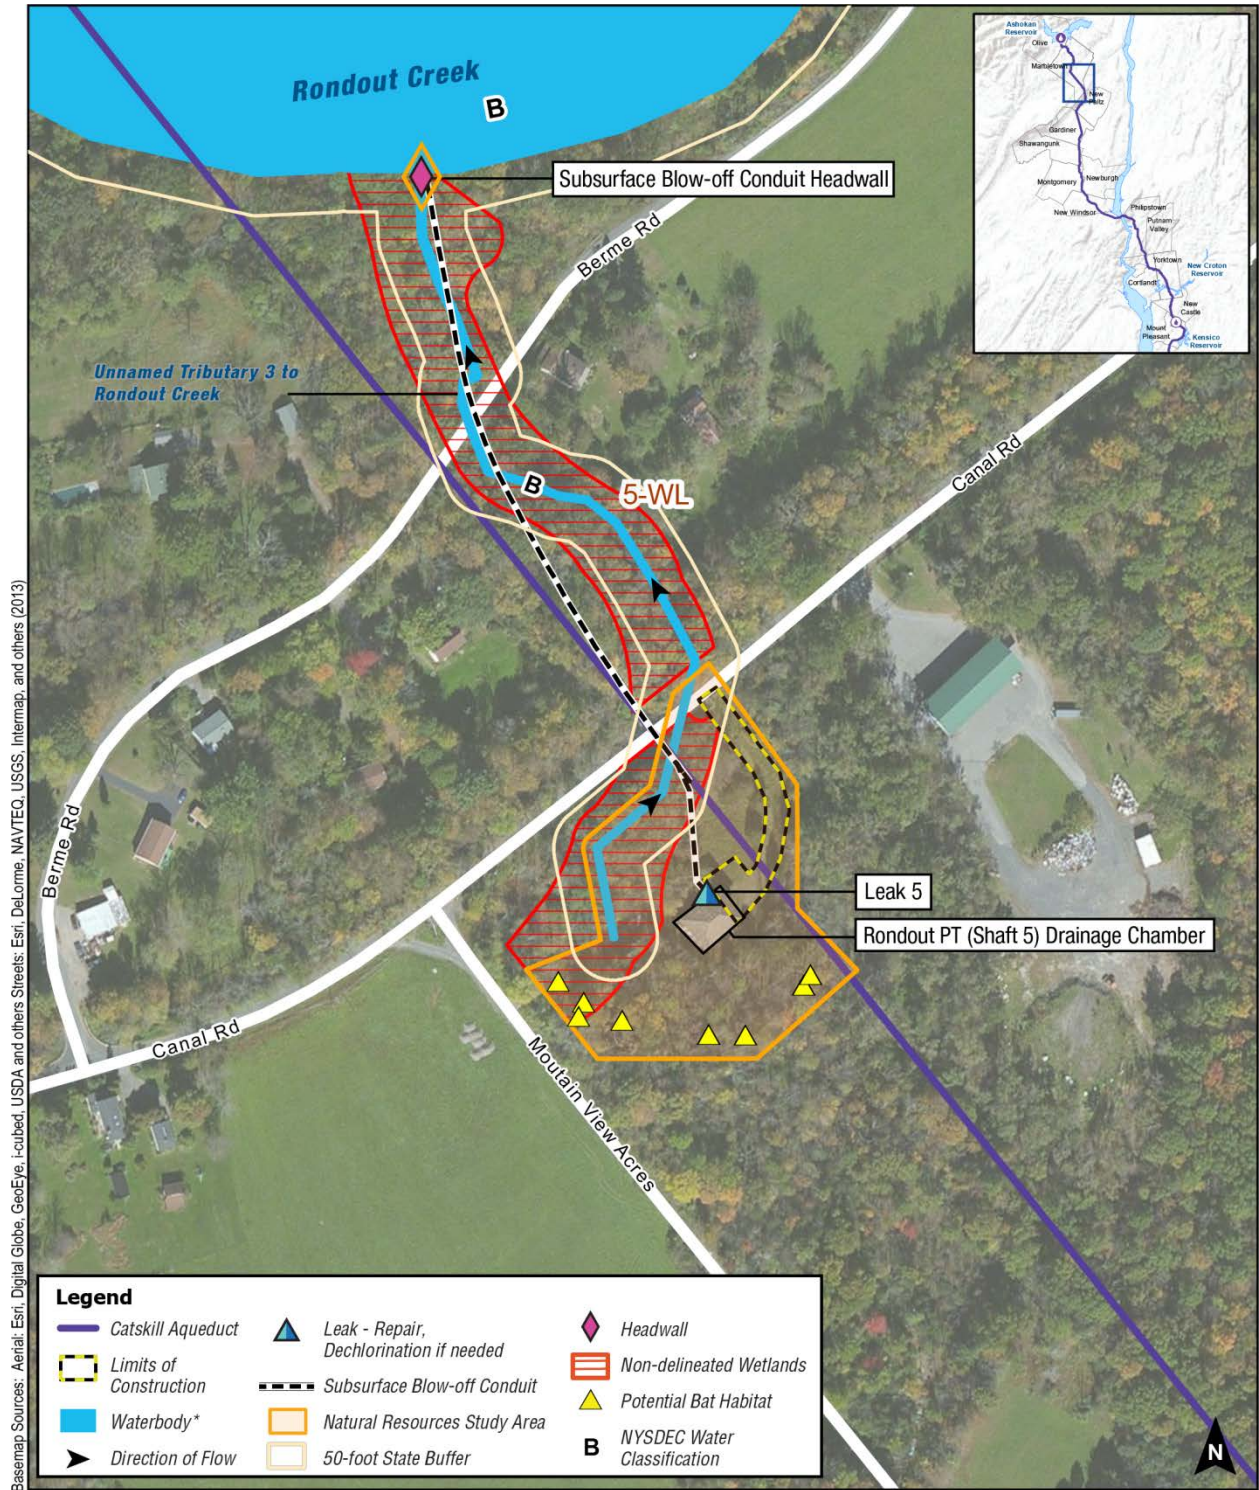 Rondout Creek
B
Subsurface Blow-off Conduit Headwall
Berme Rd
Unnamed Tributary 3 to
Rondout Creek
B
5-WL
Canal Rd
Leak 5
Rondout PT (Shaft 5) Drainage Chamber
Berme Rd
Canal Rd
Moutain View Acres
Ashokan
Reservoir
Olive
Marbletown
New
Paltz
Gardiner
Shawangunk
Montgomery
Newburgh
New Windsor
Philipstown
Putnam
Valley
Yorktown
New Croton
Reservoir
Cortlandt
New
Castle
Mount
Pleasant
Kensico
Reservoir
Legend
Catskill Aqueduct
Limits of
Construction
Waterbody*
Direction of Flow
Leak - Repair,
Dechlorination if needed
Subsurface Blow-off Conduit
Natural Resources Study Area
50-foot State Buffer
Headwall
Non-delineated Wetlands
Potential Bat Habitat
B
NYSDEC Water
Classification
N
Basemap Sources: Aerial: Esri, Digital Globe, GeoEye, i-cubed, USDA and others Streets: Esri, DeLorme, NAVTEQ, USGS, Intermap, and others (2013)